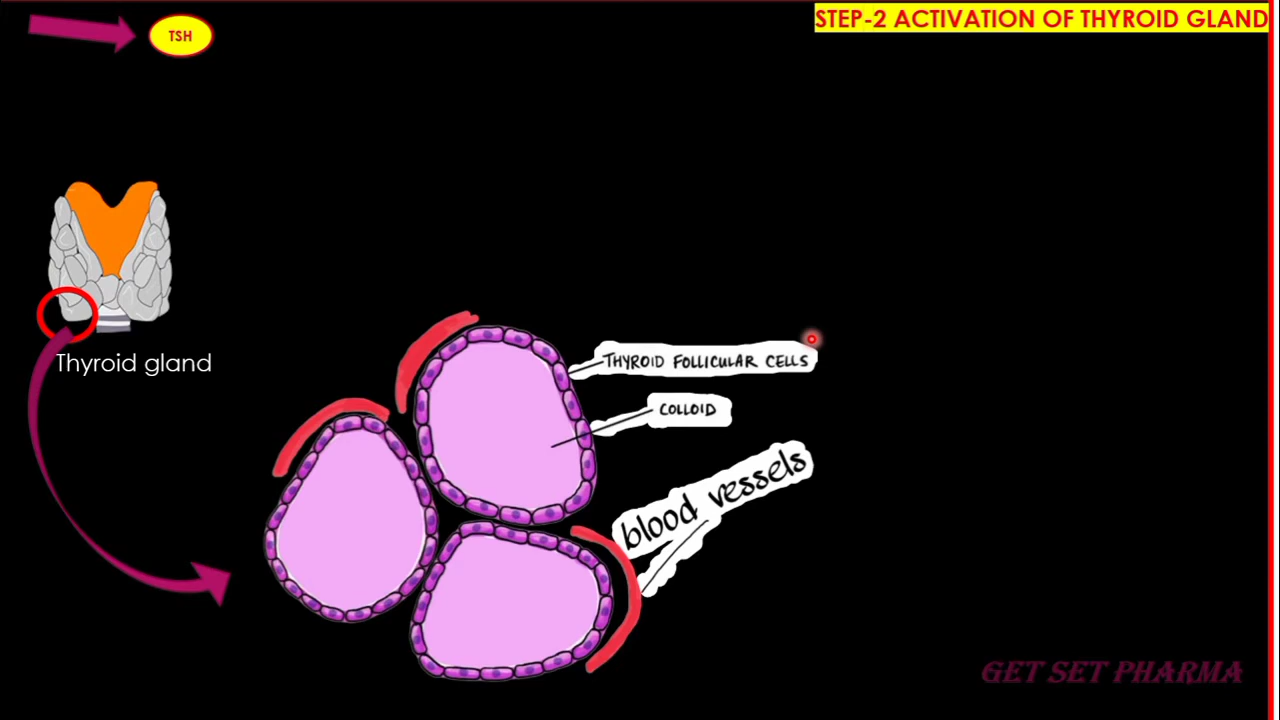 STEP-2 ACTIVATION OF THYROID GLAND
TSH
Thyroid gland
THYROID FOLLICULAR CELLS
COLLOID
blood vessels
GET SET PHARMA